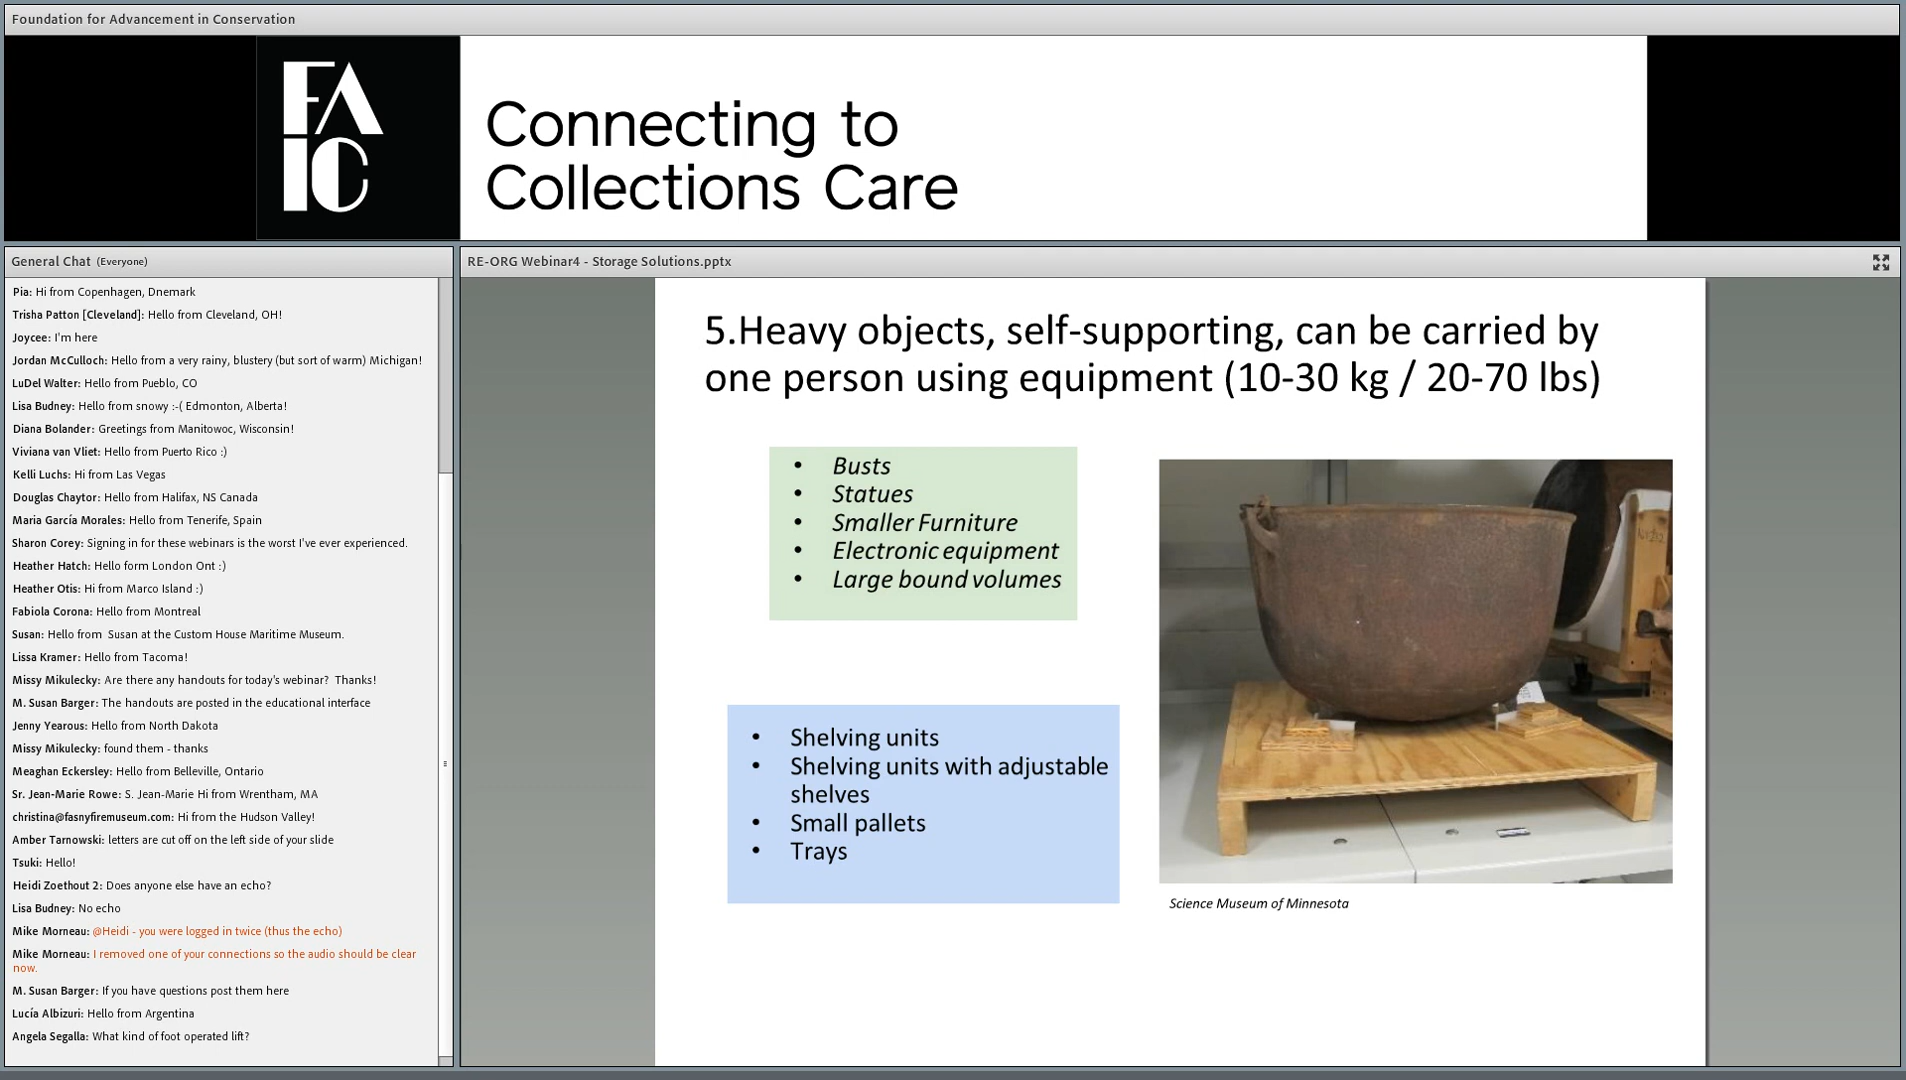 Foundation for Advancement in Conservation
FA
IC
Connecting to
Collections Care
General Chat (Everyone)
Pia: Hi from Copenhagen, Dnemark
Trisha Patton [Cleveland]: Hello from Cleveland, OH!
Joycee: I'm here
Jordan McCulloch: Hello from a very rainy, blustery (but sort of warm) Michigan!
LuDel Walter: Hello from Pueblo, CO
Lisa Budney: Hello from snowy :-( Edmonton, Alberta!
Diana Bolander: Greetings from Manitowoc, Wisconsin!
Viviana van Vliet: Hello from Puerto Rico :)
Kelli Luchs: Hi from Las Vegas
Douglas Chaytor: Hello from Halifax, NS Canada
Maria García Morales: Hello from Tenerife, Spain
Sharon Corey: Signing in for these webinars is the worst I've ever experienced.
Heather Hatch: Hello form London Ont :)
Heather Otis: Hi from Marco Island :)
Fabiola Corona: Hello from Montreal
Susan: Hello from  Susan at the Custom House Maritime Museum.
Lissa Kramer: Hello from Tacoma!
Missy Mikulecky: Are there any handouts for today's webinar?  Thanks!
M. Susan Barger: The handouts are posted in the educational interface
Jenny Yearous: Hello from North Dakota
Missy Mikulecky: found them - thanks
Meaghan Eckersley: Hello from Belleville, Ontario
Sr. Jean-Marie Rowe: S. Jean-Marie Hi from Wrentham, MA
christina@fasnyfiremuseum.com: Hi from the Hudson Valley!
Amber Tarnowski: letters are cut off on the left side of your slide
Tsuki: Hello!
Heidi Zoethout 2: Does anyone else have an echo?
Lisa Budney: No echo
Mike Morneau: @Heidi - you were logged in twice (thus the echo)
Mike Morneau: I removed one of your connections so the audio should be clear
now.
M. Susan Barger: If you have questions post them here
Lucía Albizuri: Hello from Argentina
Angela Segalla: What kind of foot operated lift?
RE-ORG Webinar4 - Storage Solutions.pptx
5.Heavy objects, self-supporting, can be carried by
one person using equipment (10-30 kg / 20-70 lbs)
• Busts
• Statues
• Smaller Furniture
• Electronic equipment
• Large bound volumes
• Shelving units
• Shelving units with adjustable
shelves
• Small pallets
• Trays
Science Museum of Minnesota